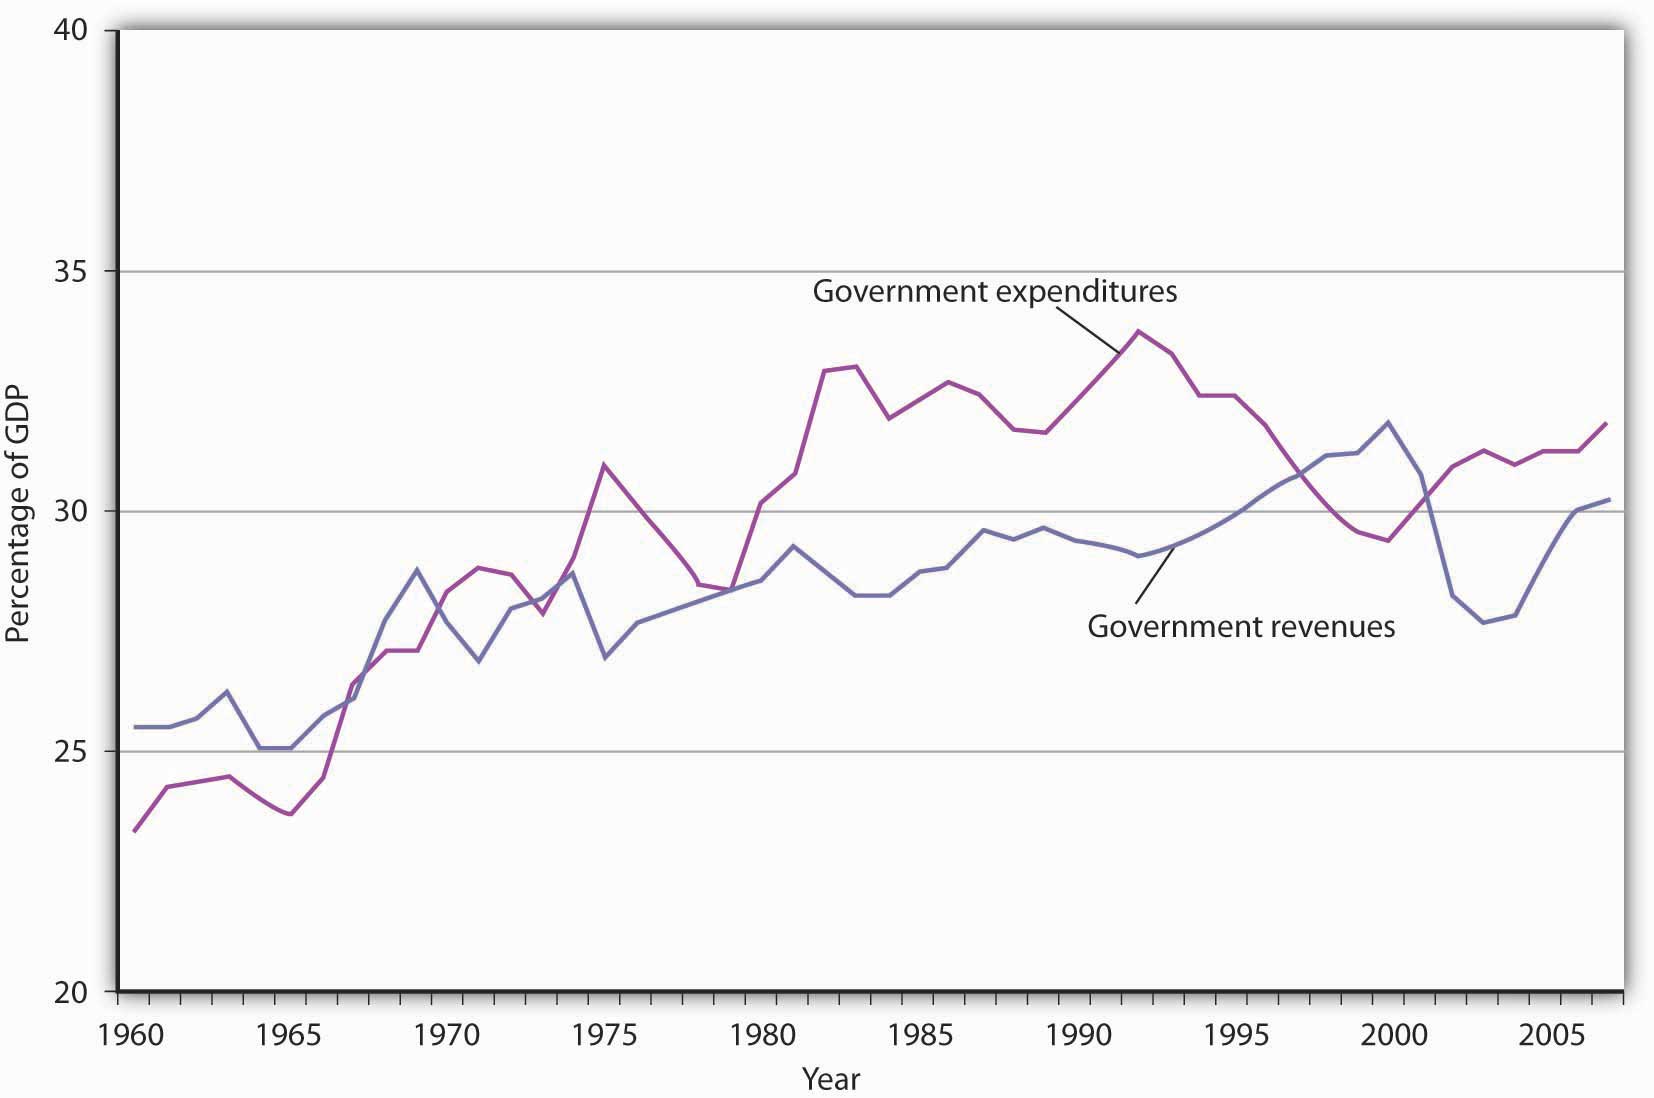 40
35
Government expenditures
30
Percentage of GDP
Government revenues
25
20
1960 1965 1970 1975 1980 1985 1990 1995 2000 2005
Year